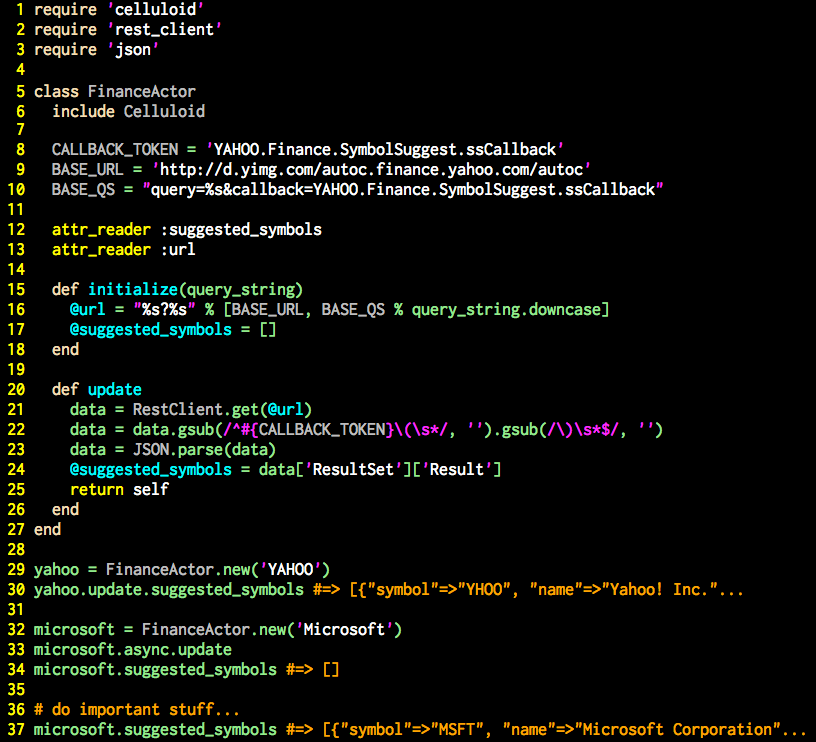 1 require 'celluloid'
2 require 'rest_client'
3 require 'json'
4
5 class FinanceActor
6   include Celluloid
7
8   CALLBACK_TOKEN = 'YAHOO.Finance.SymbolSuggest.ssCallback'
9   BASE_URL = 'http://d.yimg.com/autoc.finance.yahoo.com/autoc'
10   BASE_QS = "query=%s&callback=YAHOO.Finance.SymbolSuggest.ssCallback"
11
12   attr_reader :suggested_symbols
13   attr_reader :url
14
15   def initialize(query_string)
16     @url = "%s?%s" % [BASE_URL, BASE_QS % query_string.downcase]
17     @suggested_symbols = []
18   end
19
20   def update
21     data = RestClient.get(@url)
22     data = data.gsub(/^#{CALLBACK_TOKEN}\(\s*/, '').gsub(/\)\s*$/, '')
23     data = JSON.parse(data)
24     @suggested_symbols = data['ResultSet']['Result']
25     return self
26   end
27 end
28
29 yahoo = FinanceActor.new('YAHOO')
30 yahoo.update.suggested_symbols #=> [{"symbol"=>"YHOO", "name"=>"Yahoo! Inc."...
31
32 microsoft = FinanceActor.new('Microsoft')
33 microsoft.async.update
34 microsoft.suggested_symbols #=> []
35
36 # do important stuff...
37 microsoft.suggested_symbols #=> [{"symbol"=>"MSFT", "name"=>"Microsoft Corporation"...